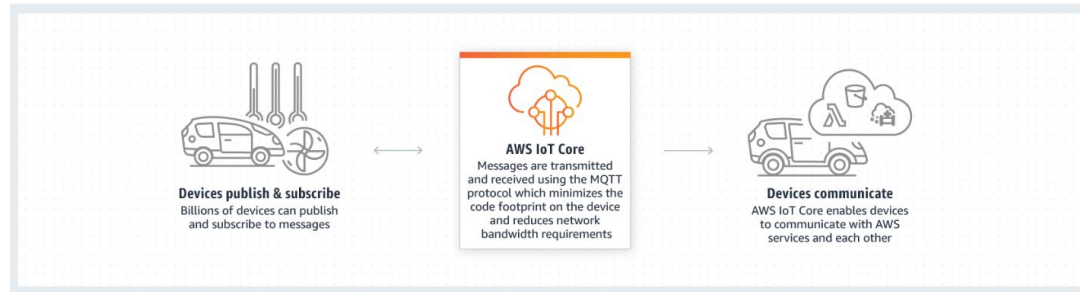 Devices publish & subscribe
Billions of devices can publish
and subscribe to messages
AWS IoT Core
Messages are transmitted
and received using the MQTT
protocol which minimizes the
code footprint on the device
and reduces network
bandwidth requirements
Devices communicate
AWS IoT Core enables devices
to communicate with AWS
services and each other